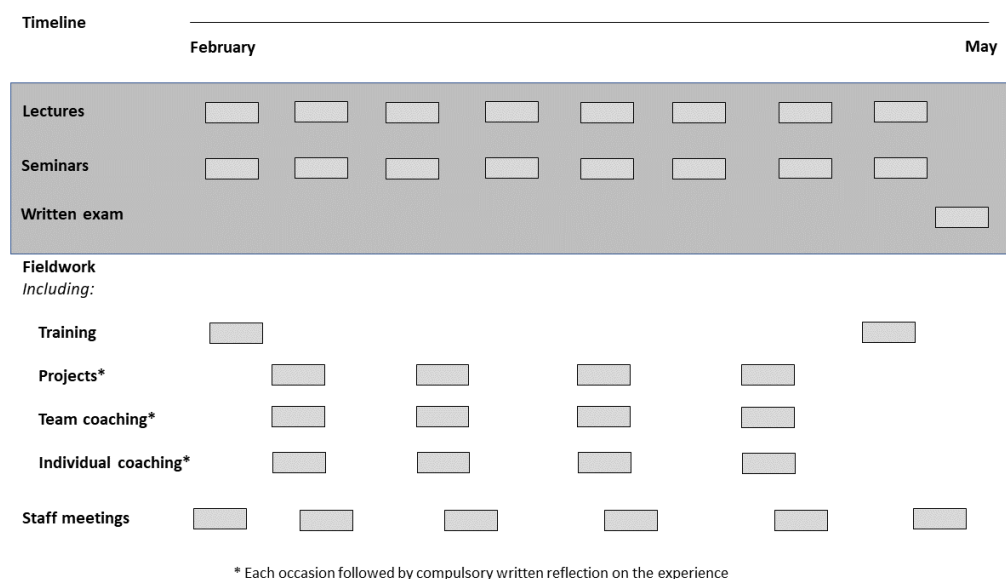 Timeline
February
May
Lectures
Seminars
Written exam
Fieldwork
Including:
Training
Projects*
Team coaching*
Individual coaching*
Staff meetings
* Each occasion followed by compulsory written reflection on the experience